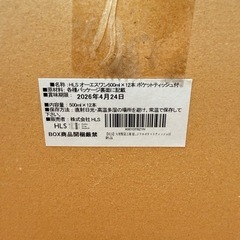 ■名称：HLS オーエスワン500ml×12本 ポケットティッシュ付
■原材料：各種パッケージ裏面に記載
■賞味期限
2026年4月24日
■内容量：500ml×12本
■保存方法：直射日光・高温多湿の場所を避け、常温で保存して
下さい
■販売者：株式会社 HLS
HLS
BOX商品開梱厳禁